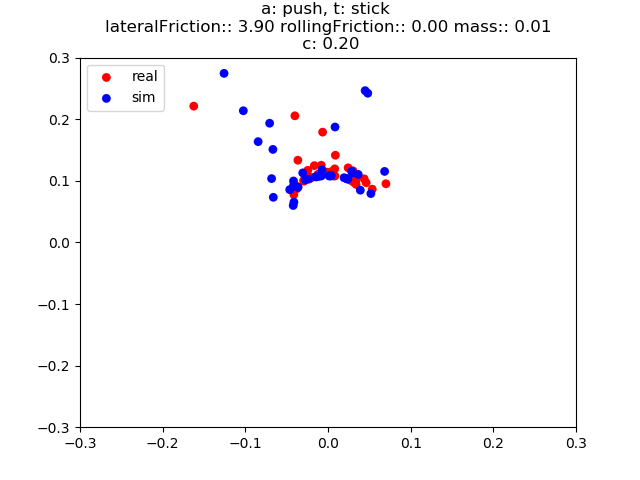 a: push, t: stick
lateralFriction:: 3.90 rollingFriction:: 0.00 mass:: 0.01
c: 0.20
real
sim
0.3
0.2
0.1
0.0
−0.1
−0.2
−0.3
−0.3 −0.2 −0.1 0.0 0.1 0.2 0.3